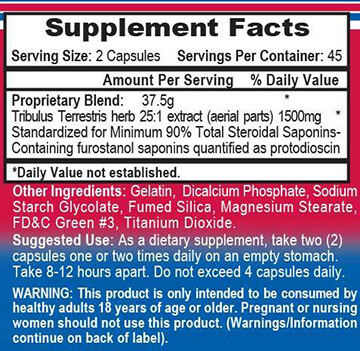 Supplement Facts
Serving Size: 2 Capsules Servings Per Container: 45
Amount Per Serving % Daily Value
Proprietary Blend: 37.5g *
Tribulus Terrestris herb 25:1 extract (aerial parts) 1500mg *
Standardized for Minimum 90% Total Steroidal Saponins-
Containing furostanol saponins quantified as protodioscin
*Daily Value not established.
Other Ingredients: Gelatin, Dicalcium Phosphate, Sodium
Starch Glycolate, Fumed Silica, Magnesium Stearate,
FD&C Green #3, Titanium Dioxide.
Suggested Use: As a dietary supplement, take two (2)
capsules one or two times daily on an empty stomach.
Take 8-12 hours apart. Do not exceed 4 capsules daily.
WARNING: This product is only intended to be consumed by
healthy adults 18 years of age or older. Pregnant or nursing
women should not use this product. (Warnings/Information
continue on back of label).